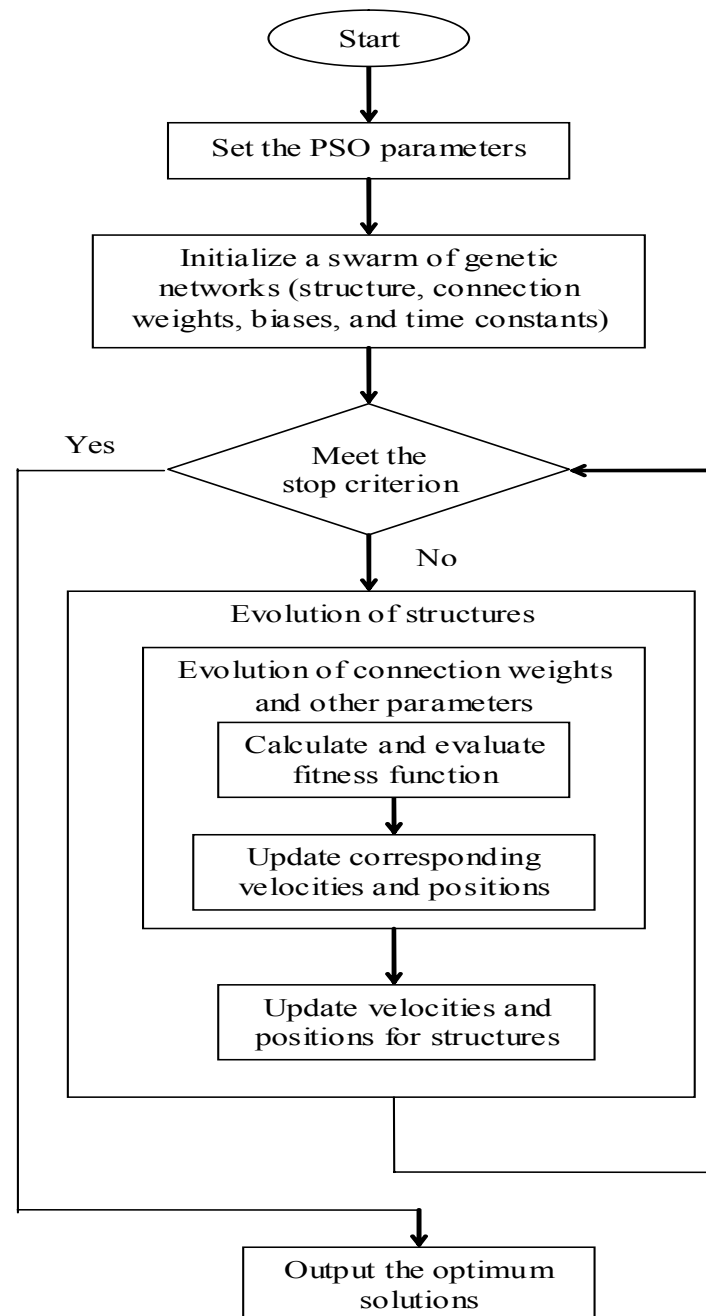 Start
Set the PSO parameters
Initialize a swarm of genetic
networks (structure, connection
weights, biases, and time constants)
Yes
Meet the
stop criterion
No
Evolution of structures
Evolution of connection weights
and other parameters
Calculate and evaluate
fitness function
Update corresponding
velocities and positions
Update velocities and
positions for structures
Output the optimum
solutions